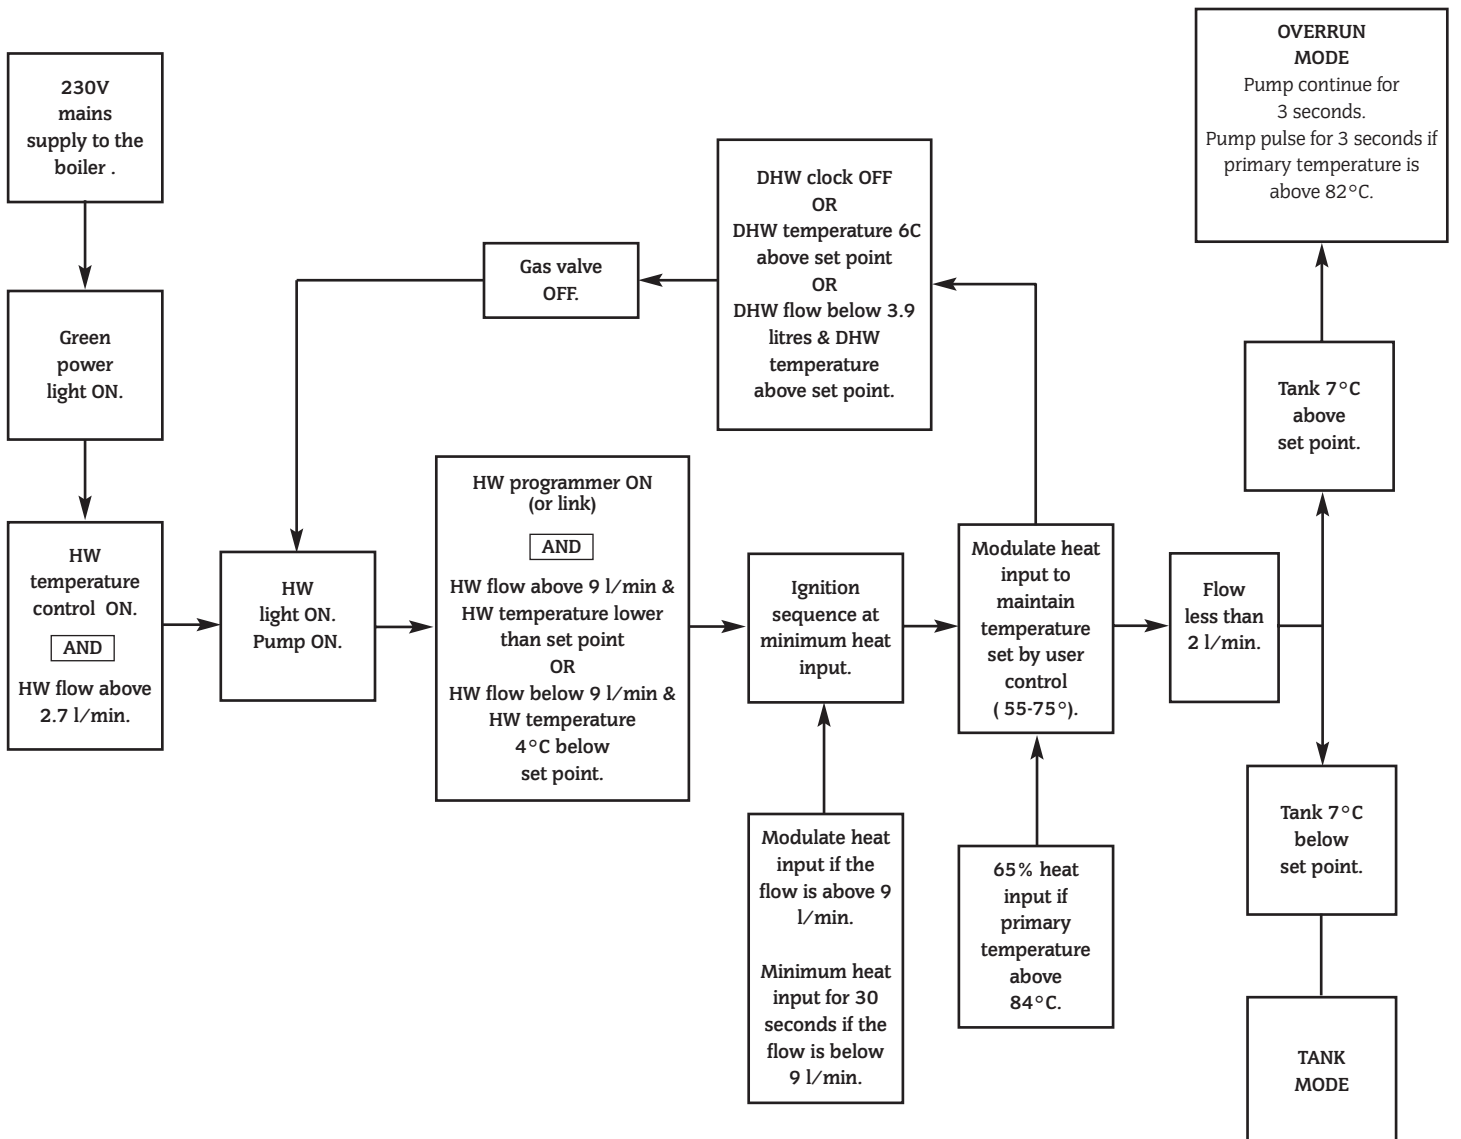 230V
mains
supply to the
boiler .
Green
power
light ON.
HW
temperature
control ON.
AND
HW flow above
2.7 l/min.
HW
light ON.
Pump ON.
Gas valve
OFF.
HW programmer ON
(or link)
AND
HW flow above 9 l/min &
HW temperature lower
than set point
OR
HW flow below 9 l/min &
HW temperature
4°C below
set point.
DHW clock OFF
OR
DHW temperature 6C
above set point
OR
DHW flow below 3.9
litres & DHW
temperature
above set point.
Ignition
sequence at
minimum heat
input.
Modulate heat
input if the
flow is above 9
l/min.
Minimum heat
input for 30
seconds if the
flow is below
9 l/min.
Modulate heat
input to
maintain
temperature
set by user
control
( 55-75°).
65% heat
input if
primary
temperature
above
84°C.
Flow
less than
2 l/min.
OVERRUN
MODE
Pump continue for
3 seconds.
Pump pulse for 3 seconds if
primary temperature is
above 82°C.
Tank 7°C
above
set point.
Tank 7°C
below
set point.
TANK
MODE